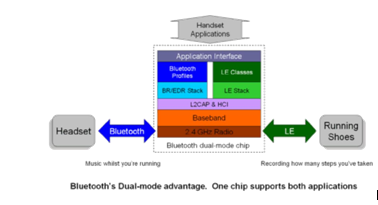 Handset
Applications
Application Interface
Bluetooth
Profiles
LE Classes
BR/EDR Stack
LE Stack
L2CAP & HCI
Baseband
2.4 GHz Radio
Bluetooth dual-mode chip
Headset
Bluetooth
LE
Running
Shoes
Music whilst you're running
Recording how many steps you've taken
Bluetooth's Dual-mode advantage. One chip supports both applications